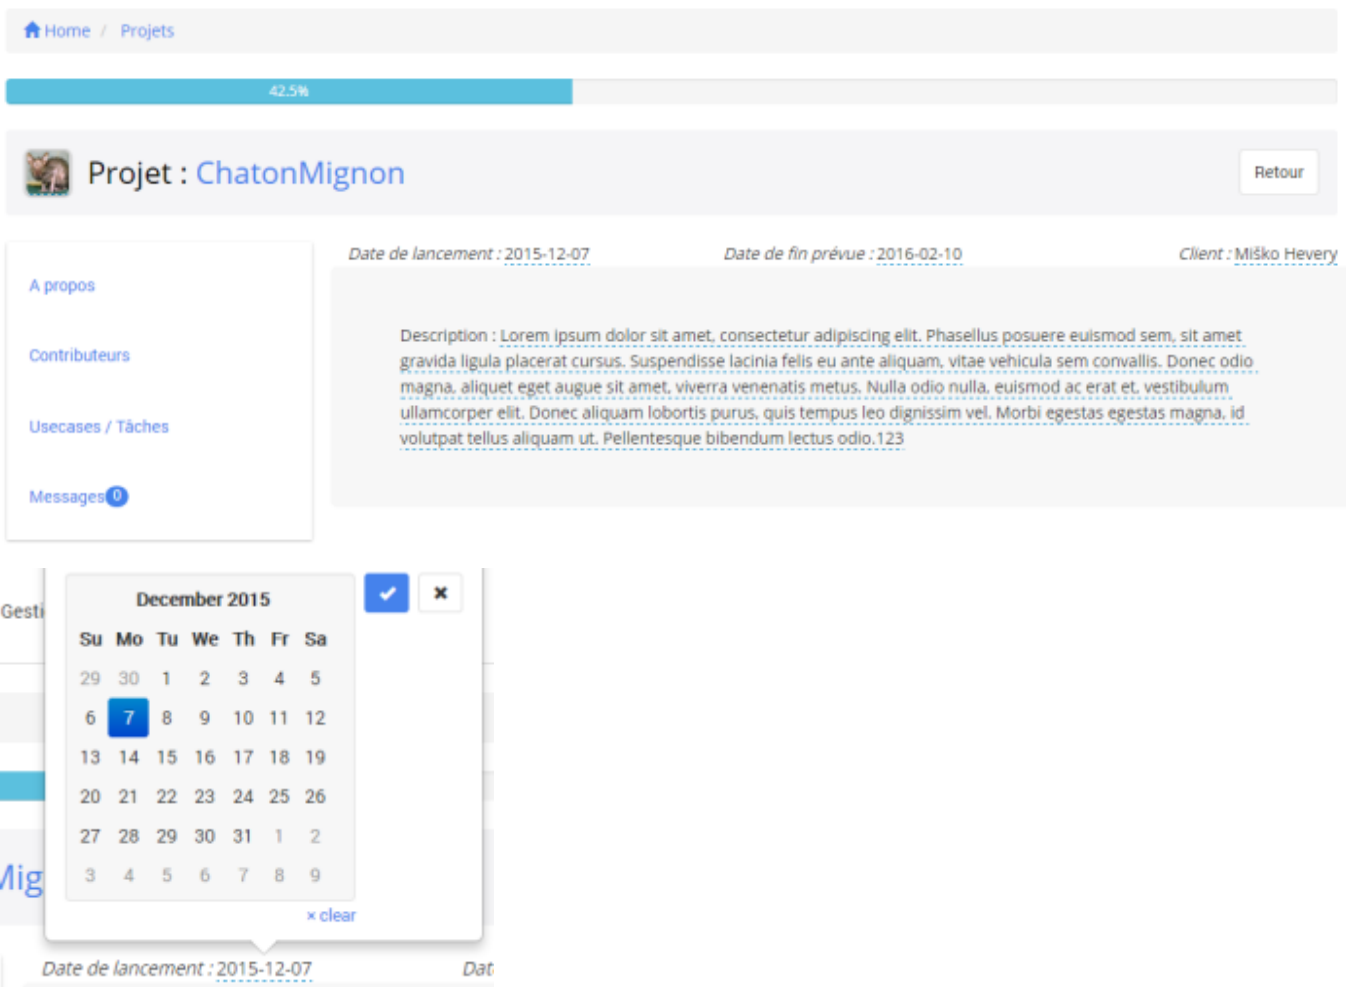 Home / Projets
42.5%
Projet : ChatonMignon
Retour
Date de lancement : 2015-12-07 Date de fin prévue : 2016-02-10 Client : Miško Hevery
A propos
Contributeurs
Usecases / Tâches
Messages 0
Description : Lorem ipsum dolor sit amet, consectetur adipiscing elit. Phasellus posuere euismod sem, sit amet
gravida ligula placerat cursus. Suspendisse lacinia felis eu ante aliquam, vitae vehicula sem convallis. Donec odio
magna, aliquet eget augue sit amet, viverra venenatis metus. Nulla odio nulla, euismod ac erat et, vestibulum
ullamcorper elit. Donec aliquam lobortis purus, quis tempus leo dignissim vel. Morbi egestas egestas magna, id
volutpat tellus aliquam ut. Pellentesque bibendum lectus odio.123
Gesti
December 2015
Su Mo Tu We Th Fr Sa
29 30 1 2 3 4 5
6 7 8 9 10 11 12
13 14 15 16 17 18 19
20 21 22 23 24 25 26
27 28 29 30 31 1 2
3 4 5 6 7 8 9
Mig
× clear
Date de lancement : 2015-12-07 Dat